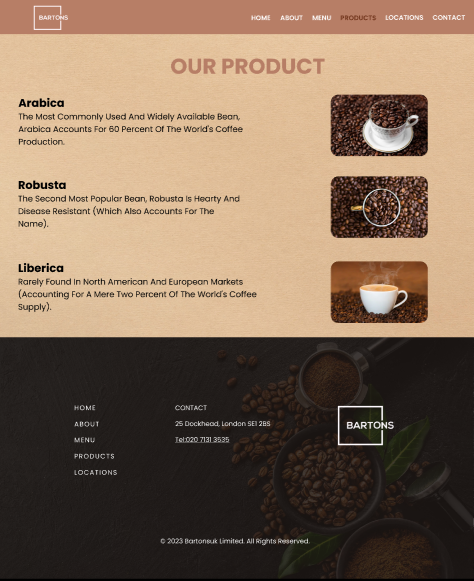 BARTONS
HOME ABOUT MENU PRODUCTS LOCATIONS CONTACT
OUR PRODUCT
Arabica
The Most Commonly Used And Widely Available Bean,
Arabica Accounts For 60 Percent Of The World's Coffee
Production.
Robusta
The Second Most Popular Bean, Robusta Is Hearty And
Disease Resistant (Which Also Accounts For The
Name).
Liberica
Rarely Found In North American And European Markets
(Accounting For A Mere Two Percent Of The World's Coffee
Supply).
HOME
ABOUT
MENU
PRODUCTS
LOCATIONS
CONTACT
25 Dockhead, London SE1 2BS
Tel:020 7131 3535
BARTONS
© 2023 Bartonsuk Limited. All Rights Reserved.